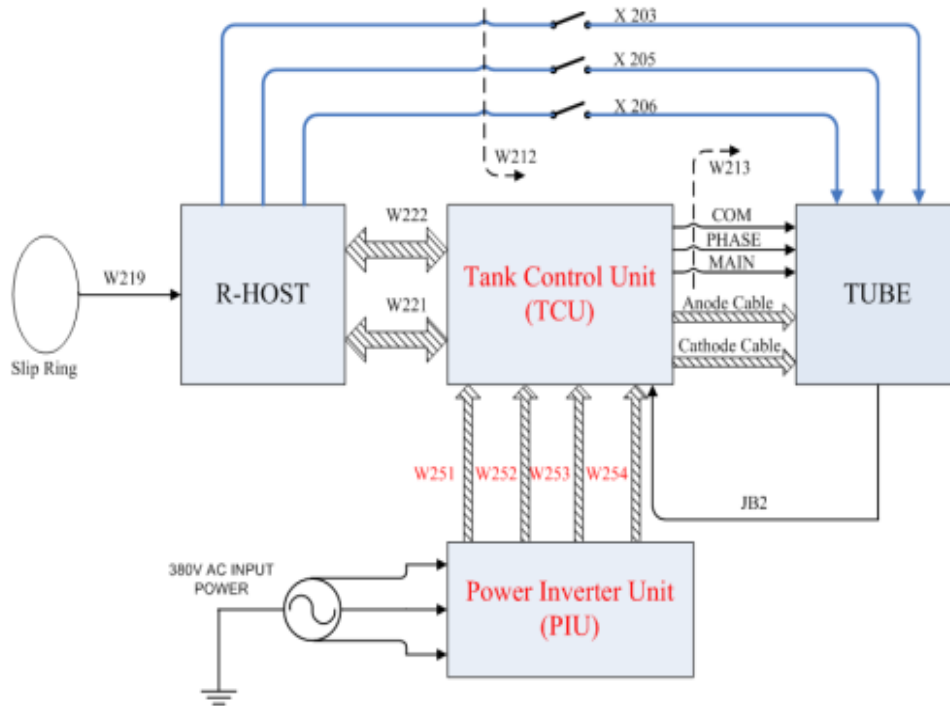 X 203
X 205
X 206
W212
W213
W222
COM
PHASE
MAIN
W219
R-HOST
Tank Control Unit
(TCU)
TUBE
W221
Anode Cable
Cathode Cable
Slip Ring
W251
W252
W253
W254
JB2
380V AC INPUT
POWER
Power Inverter Unit
(PIU)